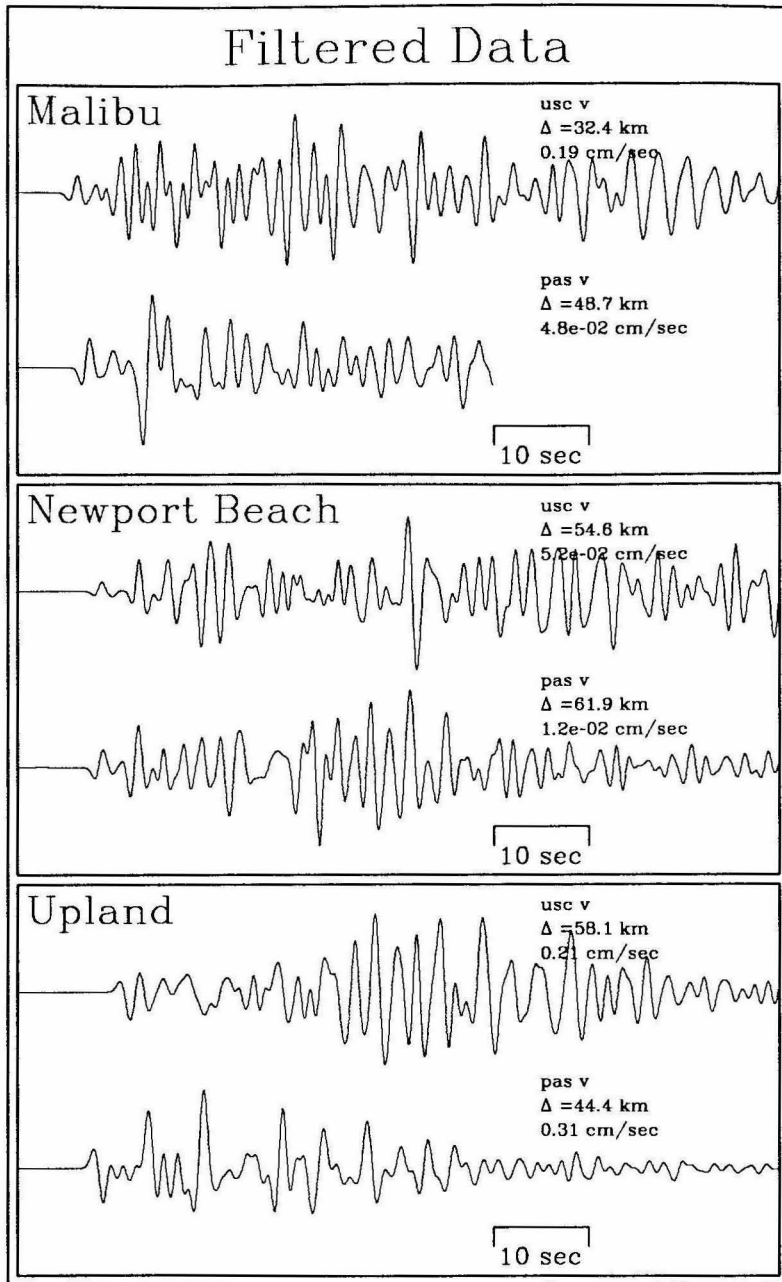 Filtered Data
Malibu
usc v
Δ =32.4 km
0.19 cm/sec
pas v
Δ =48.7 km
4.8e-02 cm/sec
10 sec
Newport Beach
usc v
Δ =54.6 km
5.2e-02 cm/sec
pas v
Δ =61.9 km
1.2e-02 cm/sec
10 sec
Upland
usc v
Δ =58.1 km
0.21 cm/sec
pas v
Δ =44.4 km
0.31 cm/sec
10 sec